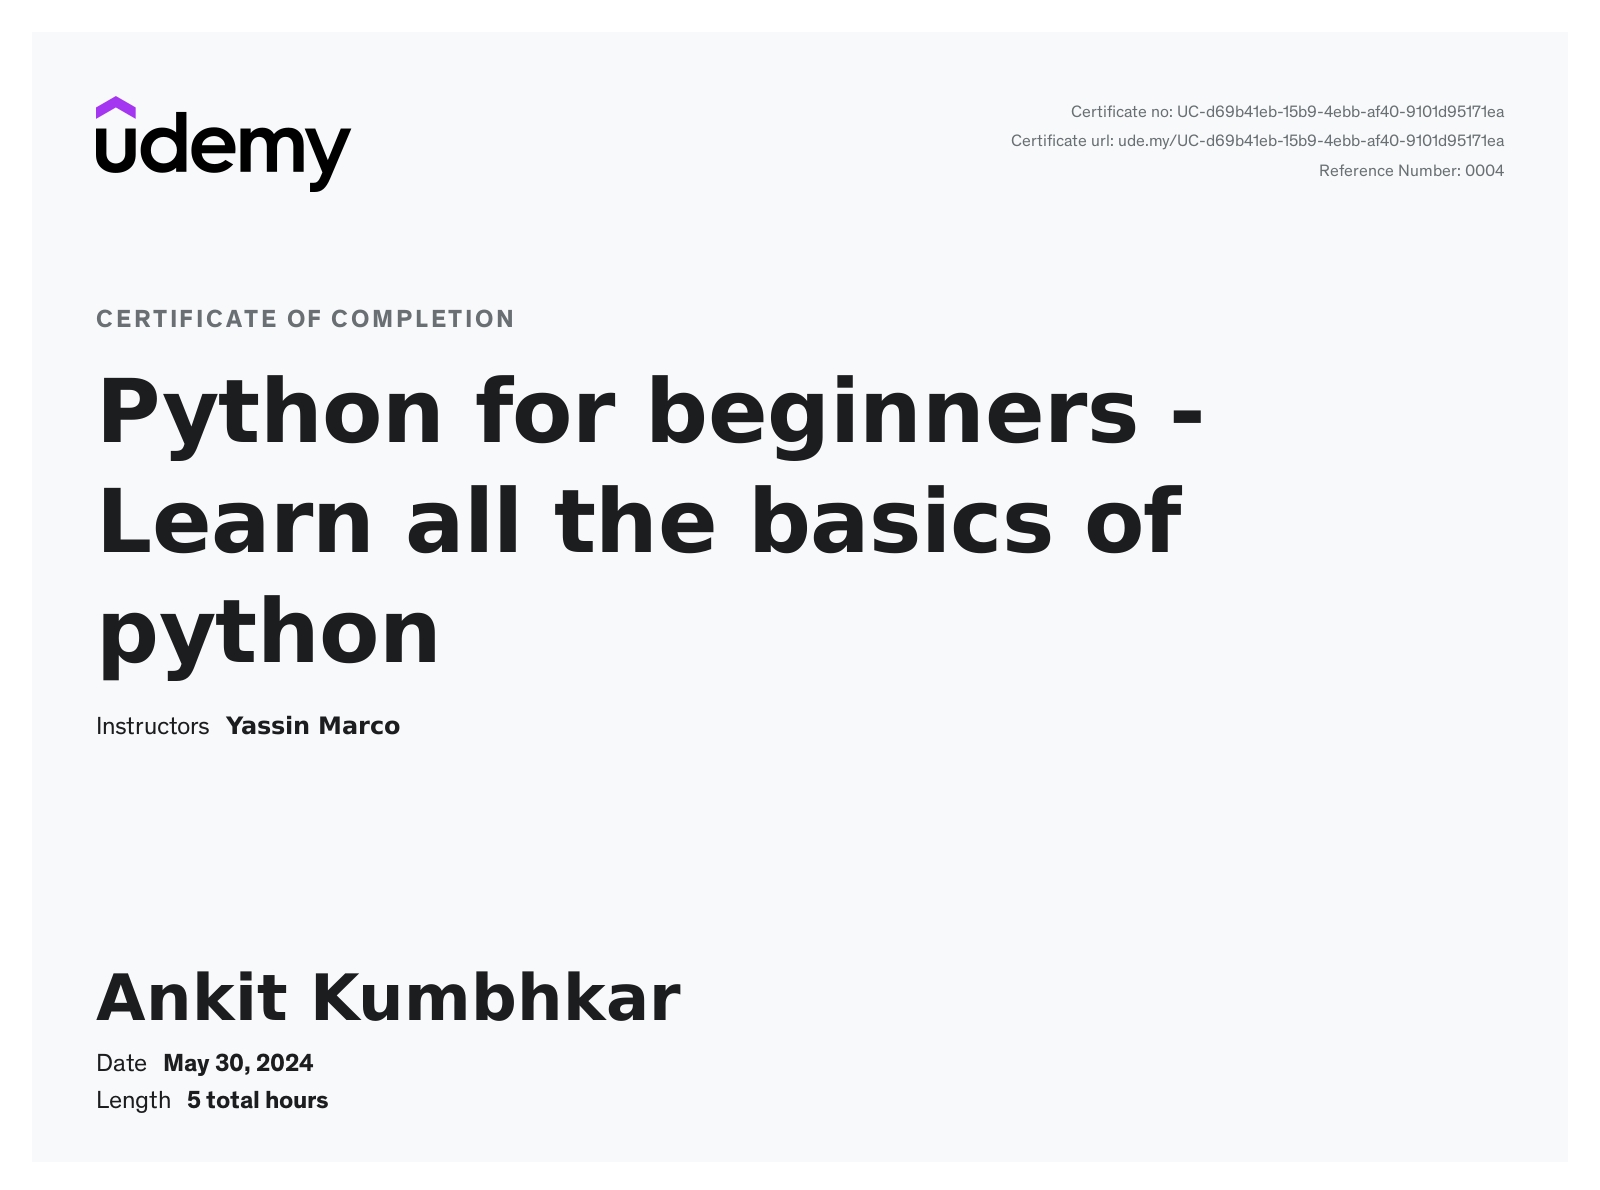 udemy
Certificate no: UC-d69b41eb-15b9-4ebb-af40-9101d95171ea
Certificate url: ude.my/UC-d69b41eb-15b9-4ebb-af40-9101d95171ea
Reference Number: 0004
CERTIFICATE OF COMPLETION
Python for beginners -
Learn all the basics of
python
Instructors Yassin Marco
Ankit Kumbhkar
Date May 30, 2024
Length 5 total hours